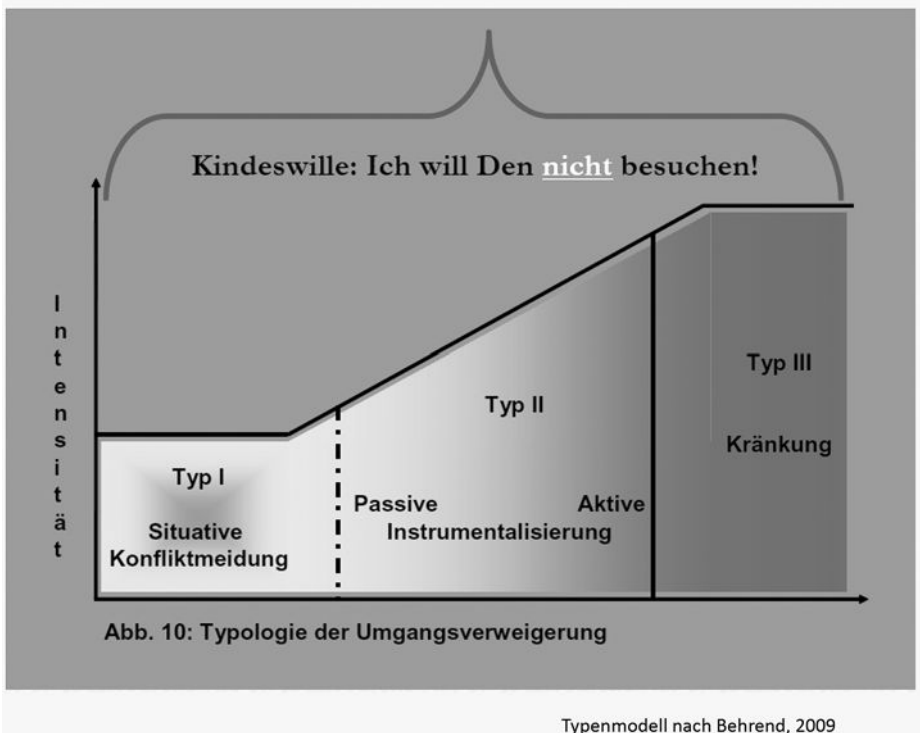 Kindeswille: Ich will Den nicht besuchen!
Intensität
Typ I
Situative
Konfliktmeidung
Typ II
Passive Aktive
Instrumentalisierung
Typ III
Kränkung
Abb. 10: Typologie der Umgangsverweigerung
Typenmodell nach Behrend, 2009